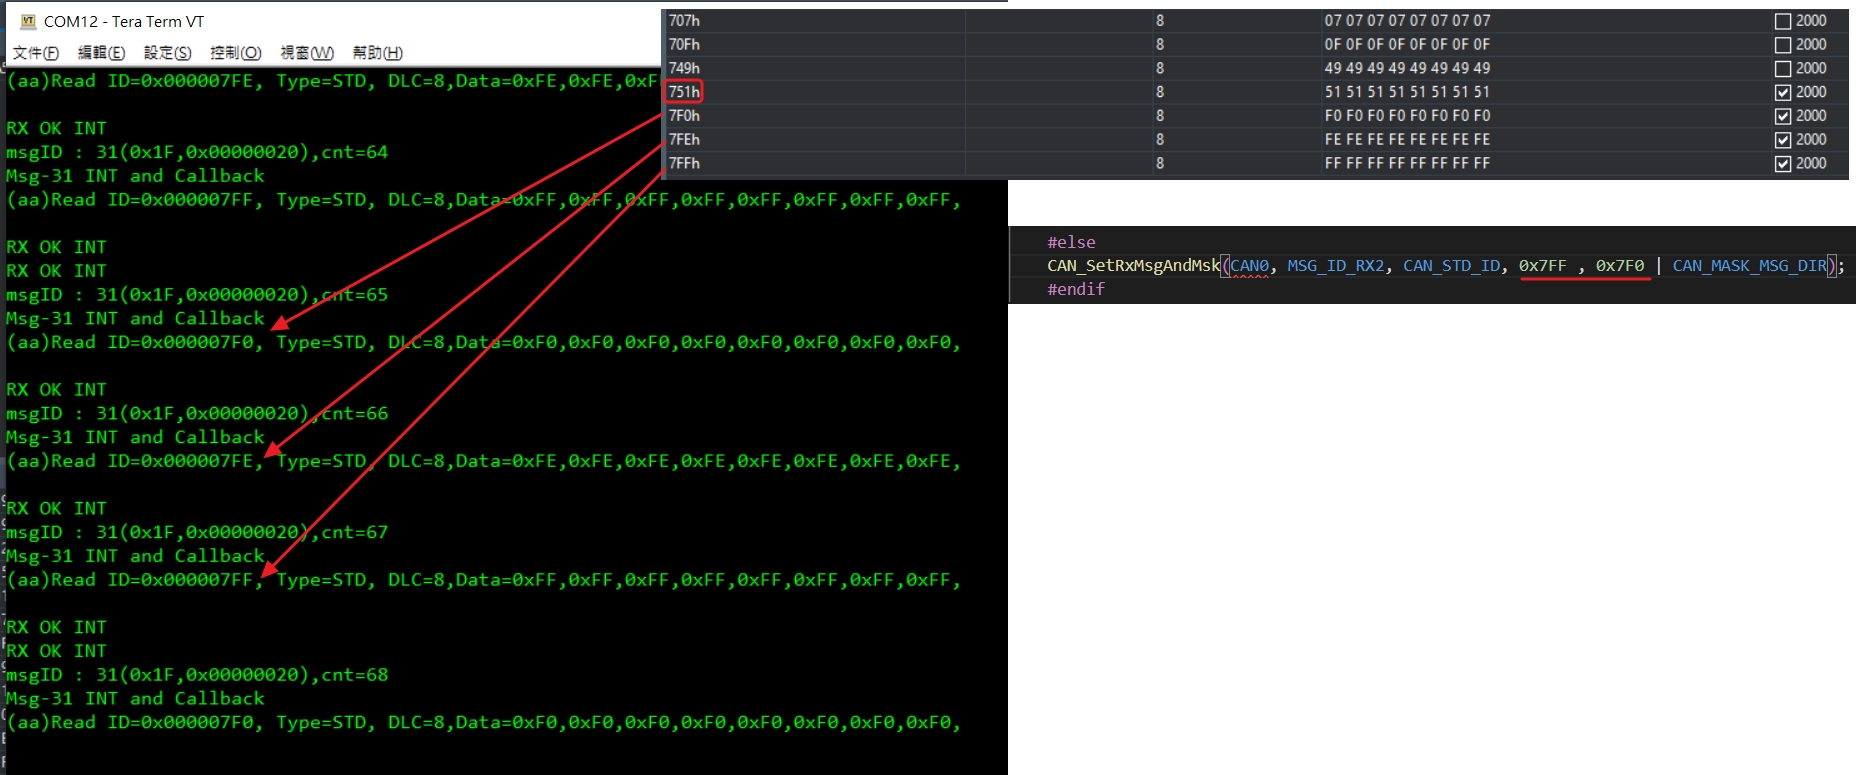 COM12 - Tera Term VT
文件(F) 編輯(E) 設定(S) 控制(O) 視窗(W) 幫助(H)
(aa)Read ID=0x000007FE, Type=STD, DLC=8,Data=0xFE,0xFE,0xF
RX OK INT
msgID : 31(0x1F,0x00000020),cnt=64
Msg-31 INT and Callback
(aa)Read ID=0x000007FF, Type=STD, DLC=8,Data=0xFF,0xFF,0xFF,0xFF,0xFF,0xFF,0xFF,0xFF,
RX OK INT
RX OK INT
msgID : 31(0x1F,0x00000020),cnt=65
Msg-31 INT and Callback
(aa)Read ID=0x000007F0, Type=STD, DLC=8,Data=0xF0,0xF0,0xF0,0xF0,0xF0,0xF0,0xF0,0xF0,
RX OK INT
msgID : 31(0x1F,0x00000020),cnt=66
Msg-31 INT and Callback
(aa)Read ID=0x000007FE, Type=STD, DLC=8,Data=0xFE,0xFE,0xFE,0xFE,0xFE,0xFE,0xFE,0xFE,
RX OK INT
msgID : 31(0x1F,0x00000020),cnt=67
Msg-31 INT and Callback
(aa)Read ID=0x000007FF, Type=STD, DLC=8,Data=0xFF,0xFF,0xFF,0xFF,0xFF,0xFF,0xFF,0xFF,
RX OK INT
RX OK INT
msgID : 31(0x1F,0x00000020),cnt=68
Msg-31 INT and Callback
(aa)Read ID=0x000007F0, Type=STD, DLC=8,Data=0xF0,0xF0,0xF0,0xF0,0xF0,0xF0,0xF0,0xF0,
707h 8 07 07 07 07 07 07 07 07 2000
70Fh 8 0F 0F 0F 0F 0F 0F 0F 0F 2000
749h 8 49 49 49 49 49 49 49 49 2000
751h 8 51 51 51 51 51 51 51 51 2000
7F0h 8 F0 F0 F0 F0 F0 F0 F0 F0 2000
7FEh 8 FE FE FE FE FE FE FE FE 2000
7FFh 8 FF FF FF FF FF FF FF FF 2000
#else
CAN_SetRxMsgAndMsk(CAN0, MSG_ID_RX2, CAN_STD_ID, 0x7FF , 0x7F0 | CAN_MASK_MSG_DIR);
#endif